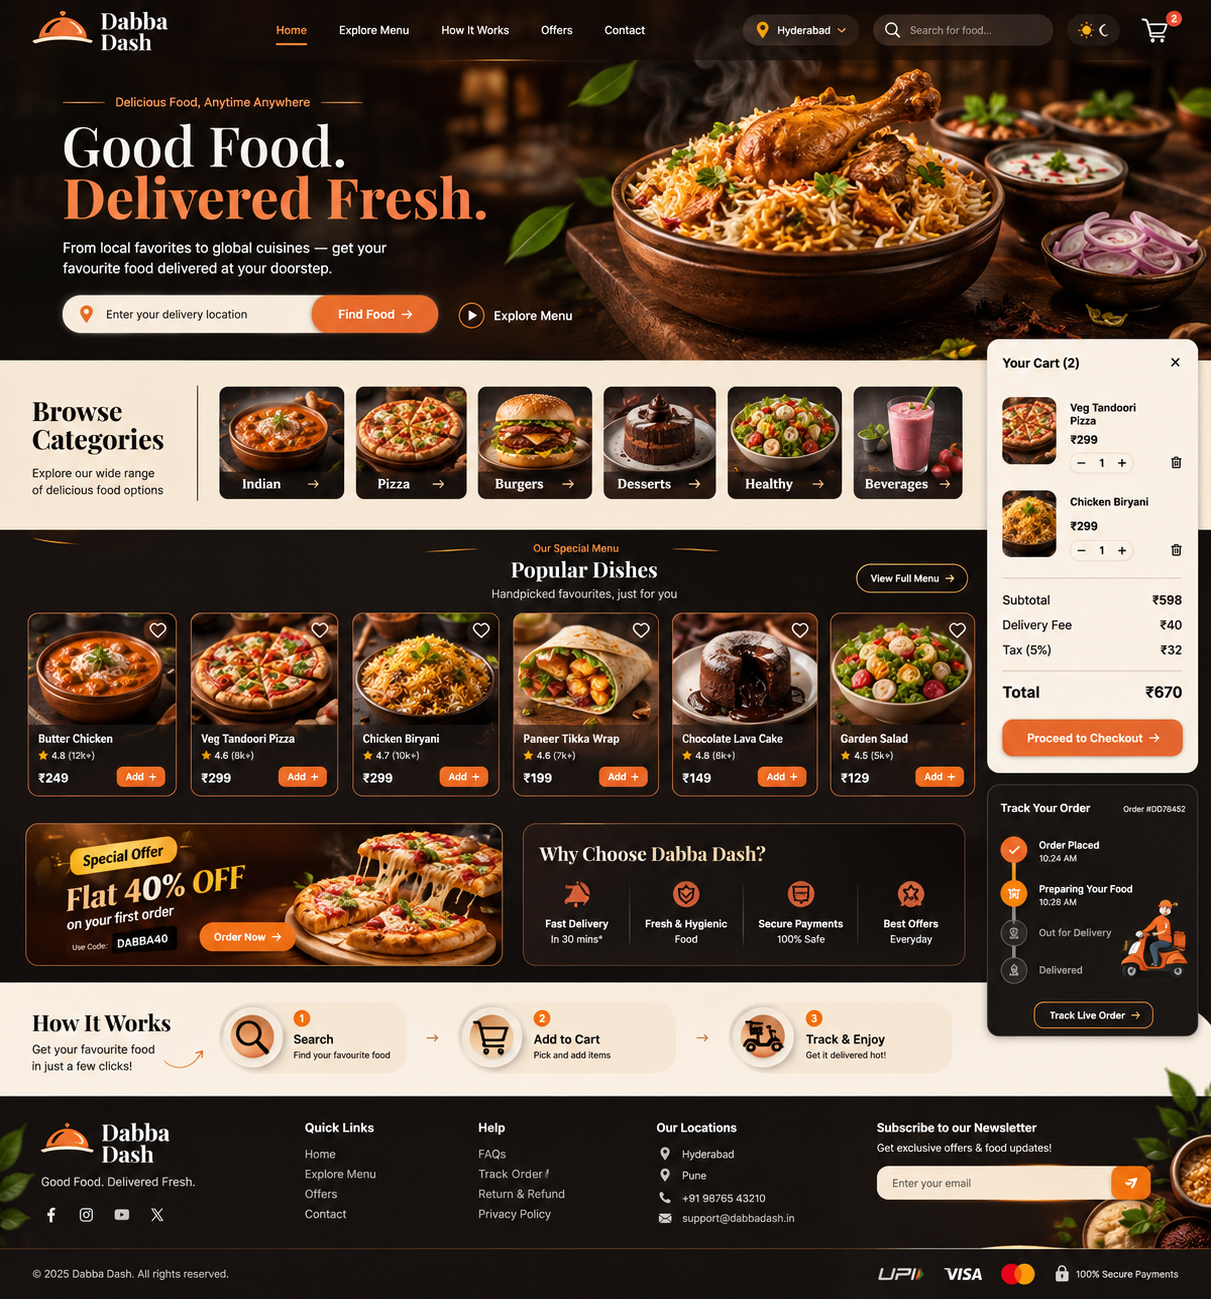 Dabba
Dash
Home
Explore Menu
How It Works
Offers
Contact
Hyderabad
Search for food...
2
Delicious Food, Anytime Anywhere
Good Food.
Delivered Fresh.
From local favorites to global cuisines — get your
favourite food delivered at your doorstep.
Enter your delivery location
Find Food →
Explore Menu
Browse
Categories
Explore our wide range
of delicious food options
Indian →
Pizza →
Burgers →
Desserts →
Healthy →
Beverages →
Your Cart (2) ✕
Veg Tandoori
Pizza
₹299
− 1 +
Chicken Biryani
₹299
− 1 +
Subtotal ₹598
Delivery Fee ₹40
Tax (5%) ₹32
Total ₹670
Proceed to Checkout →
Our Special Menu
Popular Dishes
Handpicked favourites, just for you
View Full Menu →
Butter Chicken
4.8 (12k+)
₹249 Add +
Veg Tandoori Pizza
4.6 (8k+)
₹299 Add +
Chicken Biryani
4.7 (10k+)
₹299 Add +
Paneer Tikka Wrap
4.6 (7k+)
₹199 Add +
Chocolate Lava Cake
4.8 (6k+)
₹149 Add +
Garden Salad
4.5 (5k+)
₹129 Add +
Special Offer
Flat 40% OFF
on your first order
Use Code: DABBA40
Order Now →
Why Choose Dabba Dash?
Fast Delivery
In 30 mins*
Fresh & Hygienic
Food
Secure Payments
100% Safe
Best Offers
Everyday
Track Your Order
Order #DD78452
Order Placed
10:24 AM
Preparing Your Food
10:28 AM
Out for Delivery
Delivered
Track Live Order →
How It Works
Get your favourite food
in just a few clicks!
1
Search
Find your favourite food
→
2
Add to Cart
Pick and add items
→
3
Track & Enjoy
Get it delivered hot!
Dabba
Dash
Good Food. Delivered Fresh.
Quick Links
Home
Explore Menu
Offers
Contact
Help
FAQs
Track Order
Return & Refund
Privacy Policy
Our Locations
Hyderabad
Pune
+91 98765 43210
support@dabbadash.in
Subscribe to our Newsletter
Get exclusive offers & food updates!
Enter your email
© 2025 Dabba Dash. All rights reserved.
UPI
VISA
100% Secure Payments